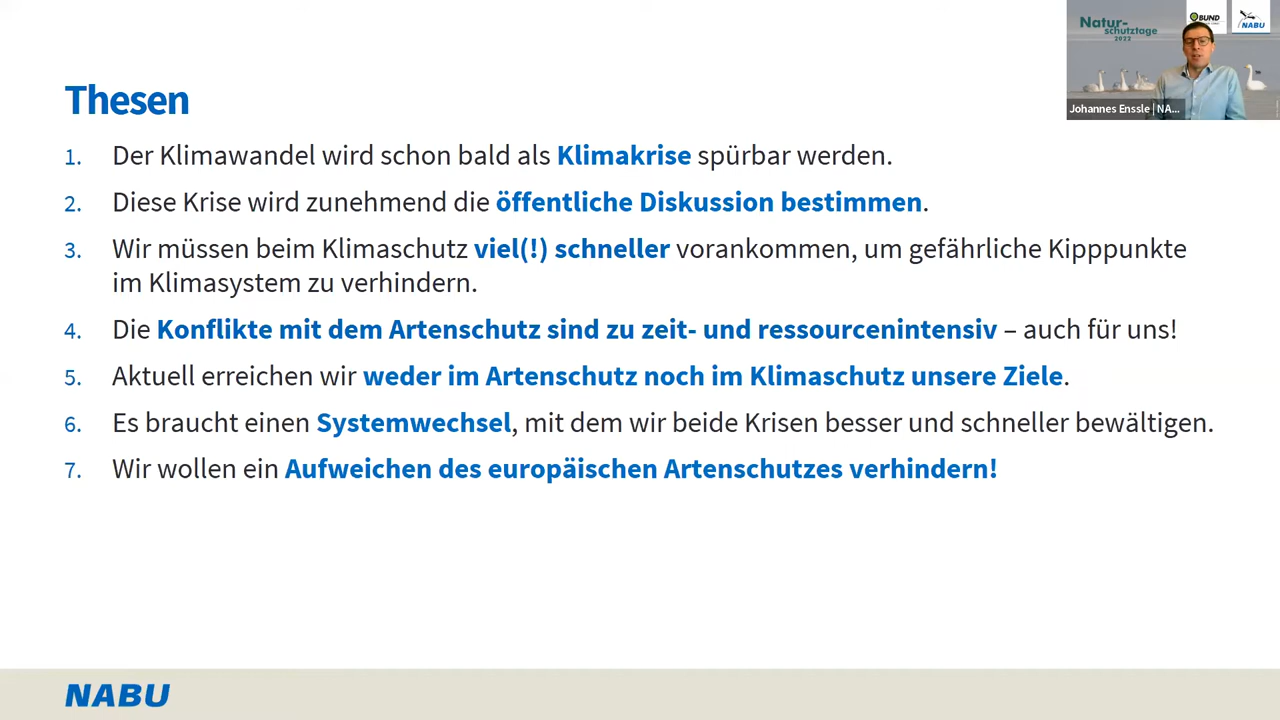 Natur-
schutztage
2022
BUND
NABU
Johannes Enssle | NA...
Thesen
1. Der Klimawandel wird schon bald als Klimakrise spürbar werden.
2. Diese Krise wird zunehmend die öffentliche Diskussion bestimmen.
3. Wir müssen beim Klimaschutz viel(!) schneller vorankommen, um gefährliche Kipppunkte
im Klimasystem zu verhindern.
4. Die Konflikte mit dem Artenschutz sind zu zeit- und ressourcenintensiv – auch für uns!
5. Aktuell erreichen wir weder im Artenschutz noch im Klimaschutz unsere Ziele.
6. Es braucht einen Systemwechsel, mit dem wir beide Krisen besser und schneller bewältigen.
7. Wir wollen ein Aufweichen des europäischen Artenschutzes verhindern!
NABU